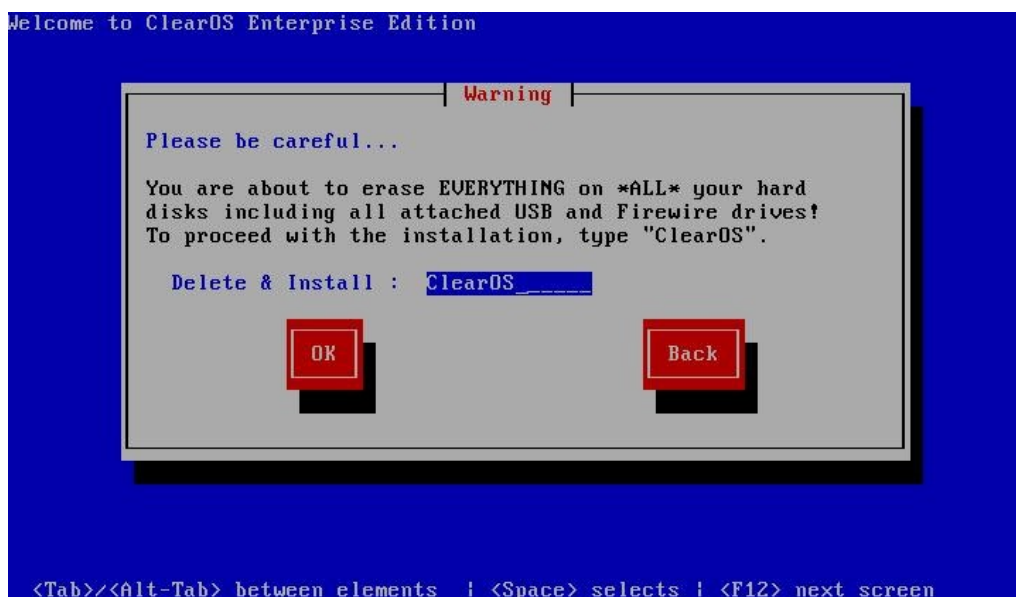 Welcome to ClearOS Enterprise Edition
Warning
Please be careful...
You are about to erase EVERYTHING on *ALL* your hard
disks including all attached USB and Firewire drives!
To proceed with the installation, type "ClearOS".
Delete & Install : ClearOS_____
OK Back
<Tab>/<Alt-Tab> between elements | <Space> selects | <F12> next screen